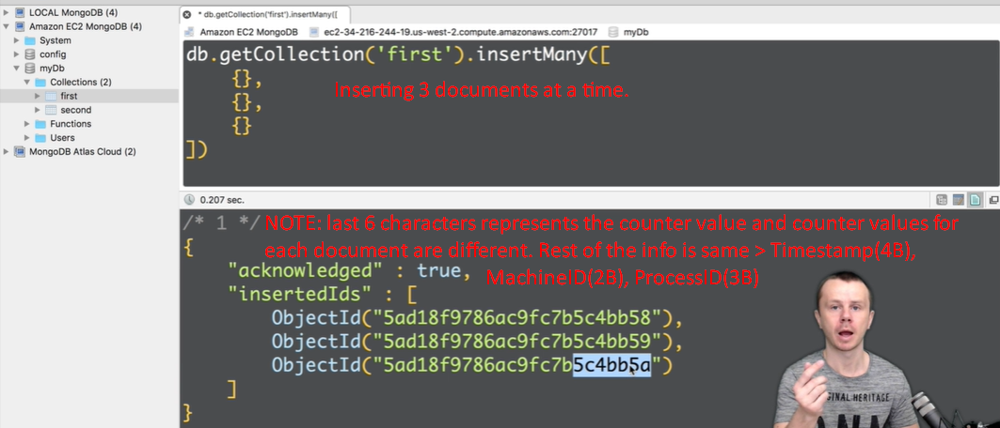 LOCAL MongoDB (4)
Amazon EC2 MongoDB (4)
System
config
myDb
Collections (2)
first
second
Functions
Users
MongoDB Atlas Cloud (2)
* db.getCollection('first').insertMany([
Amazon EC2 MongoDB ec2-34-216-244-19.us-west-2.compute.amazonaws.com:27017 myDb
db.getCollection('first').insertMany([
{},
{},
{}
])
Inserting 3 documents at a time.
0.207 sec.
/* 1 */
NOTE: last 6 characters represents the counter value and counter values for
each document are different. Rest of the info is same > Timestamp(4B),
MachineID(2B), ProcessID(3B)
{
"acknowledged" : true,
"insertedIds" : [
ObjectId("5ad18f9786ac9fc7b5c4bb58"),
ObjectId("5ad18f9786ac9fc7b5c4bb59"),
ObjectId("5ad18f9786ac9fc7b5c4bb5a")
]
}
GINAL HERITAGE